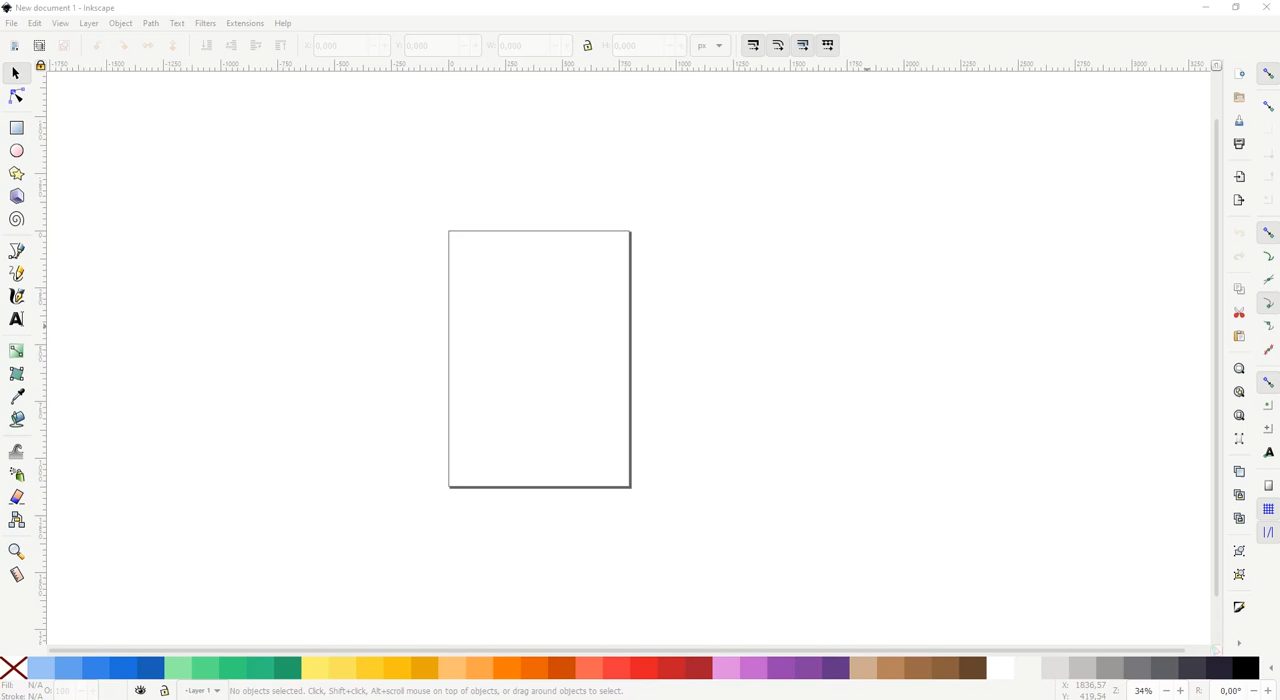 New document 1 - Inkscape
File Edit View Layer Object Path Text Filters Extensions Help
X: 0,000 Y: 0,000 W: 0,000 H: 0,000 px
-1750 -1500 -1250 -1000 -750 -500 -250 0 250 500 750 1000 1250 1500 1750 2000 2250 2500 2750 3000 3250
Fill: N/A O: 100 Layer 1 No objects selected. Click, Shift+click, Alt+scroll mouse on top of objects, or drag around objects to select. X: 1836,57 Z: 34% R: 0,00°
Stroke: N/A Y: 419,54